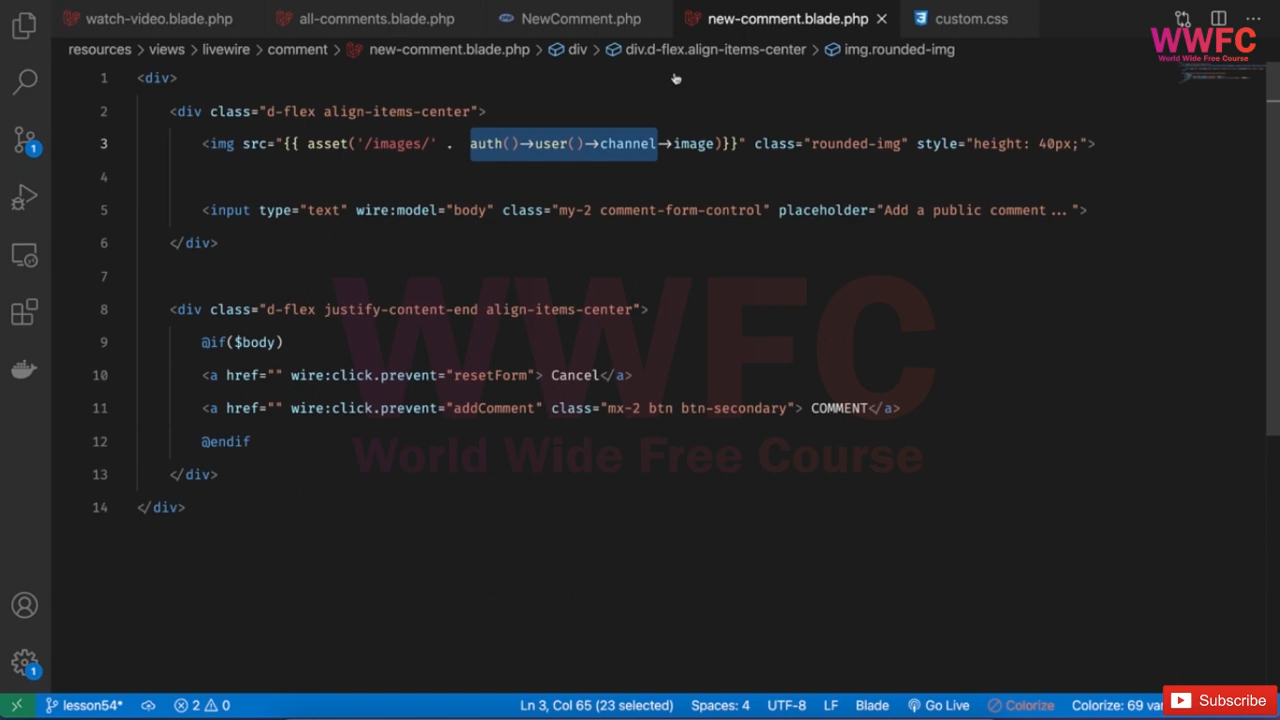 watch-video.blade.php all-comments.blade.php NewComment.php new-comment.blade.php custom.css
WWFC
World Wide Free Course
resources > views > livewire > comment > new-comment.blade.php > div > div.d-flex.align-items-center > img.rounded-img
1 <div>
2 <div class="d-flex align-items-center">
3 <img src="{{ asset('/images/' . auth()→user()→channel→image)}}" class="rounded-img" style="height: 40px;">
4
5 <input type="text" wire:model="body" class="my-2 comment-form-control" placeholder="Add a public comment...">
6 </div>
7
8 <div class="d-flex justify-content-end align-items-center">
9 @if($body)
10 <a href="" wire:click.prevent="resetForm"> Cancel</a>
11 <a href="" wire:click.prevent="addComment" class="mx-2 btn btn-secondary"> COMMENT</a>
12 @endif
13 </div>
14 </div>
WWFC
World Wide Free Course
1
1
lesson54* 2 0 Ln 3, Col 65 (23 selected) Spaces: 4 UTF-8 LF Blade Go Live Colorize Colorize: 69 var
Subscribe